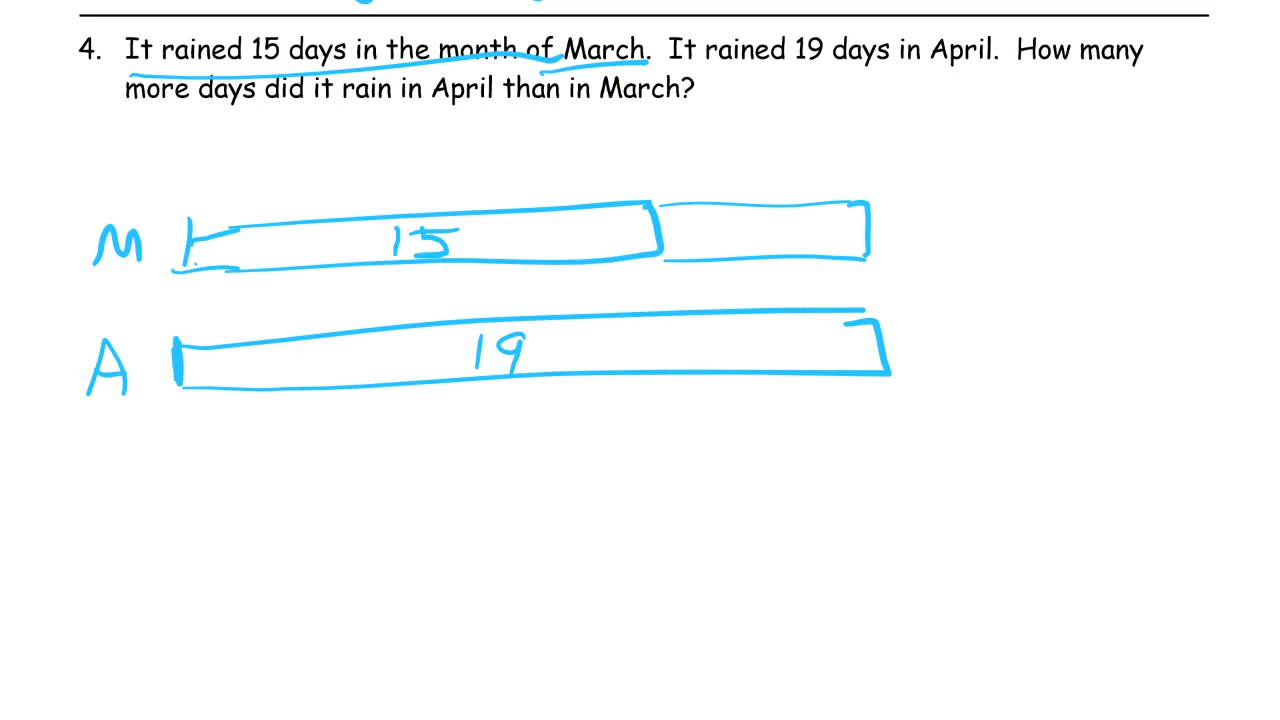 4. It rained 15 days in the month of March. It rained 19 days in April. How many
more days did it rain in April than in March?
M 15
A 19